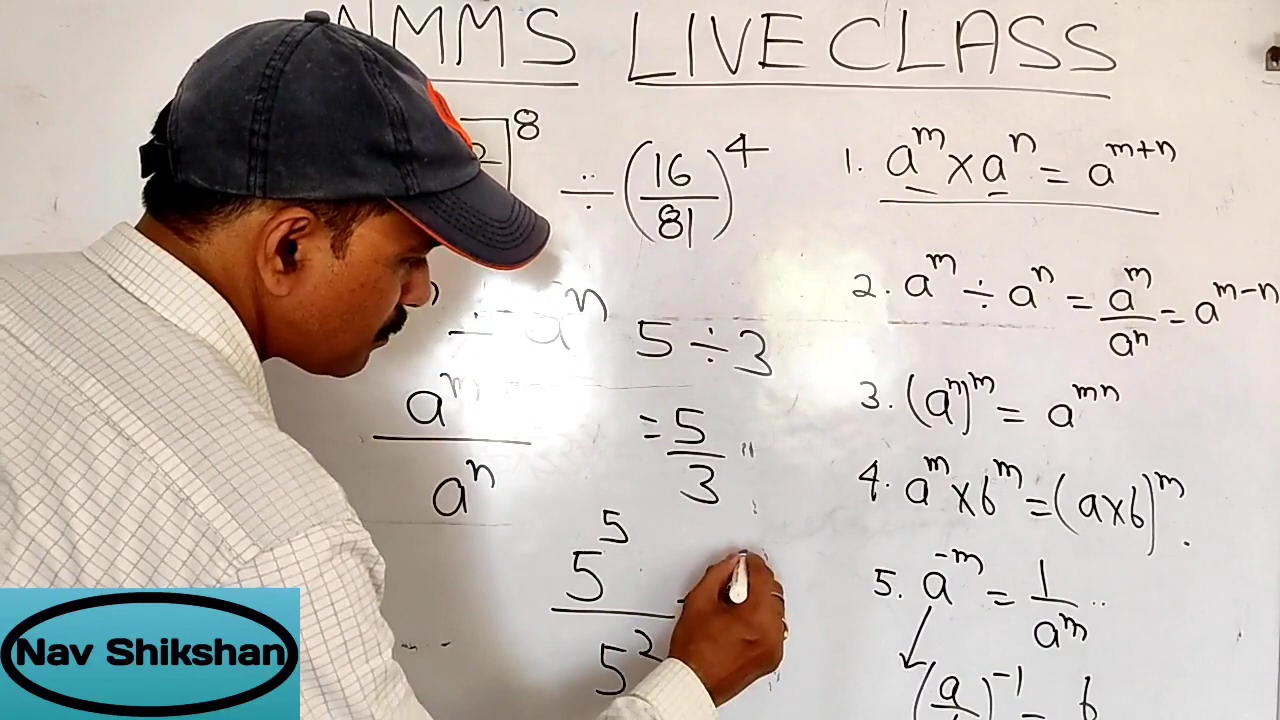 NMMS LIVE CLASS
]^8 ÷ (16/81)^4
÷ a^n
5 ÷ 3
a^m/a^n
= 5/3
5^5/5^2
1. a^m × a^n = a^{m+n}
2. a^m ÷ a^n = a^m/a^n = a^{m-n}
3. (a^n)^m = a^{mn}
4. a^m × b^m = (a×b)^m.
5. a^{-m} = 1/a^m
(a/ )^{-1} = b
Nav Shikshan